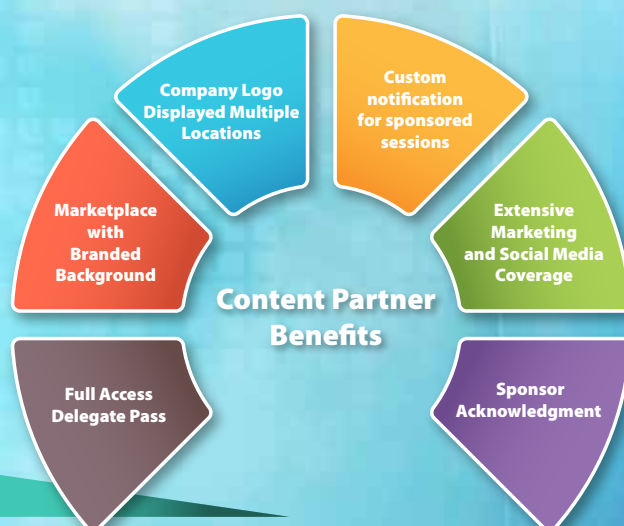 Company Logo
Displayed Multiple
Locations
Custom
notification
for sponsored
sessions
Marketplace
with
Branded
Background
Extensive
Marketing
and Social Media
Coverage
Content Partner
Benefits
Full Access
Delegate Pass
Sponsor
Acknowledgment